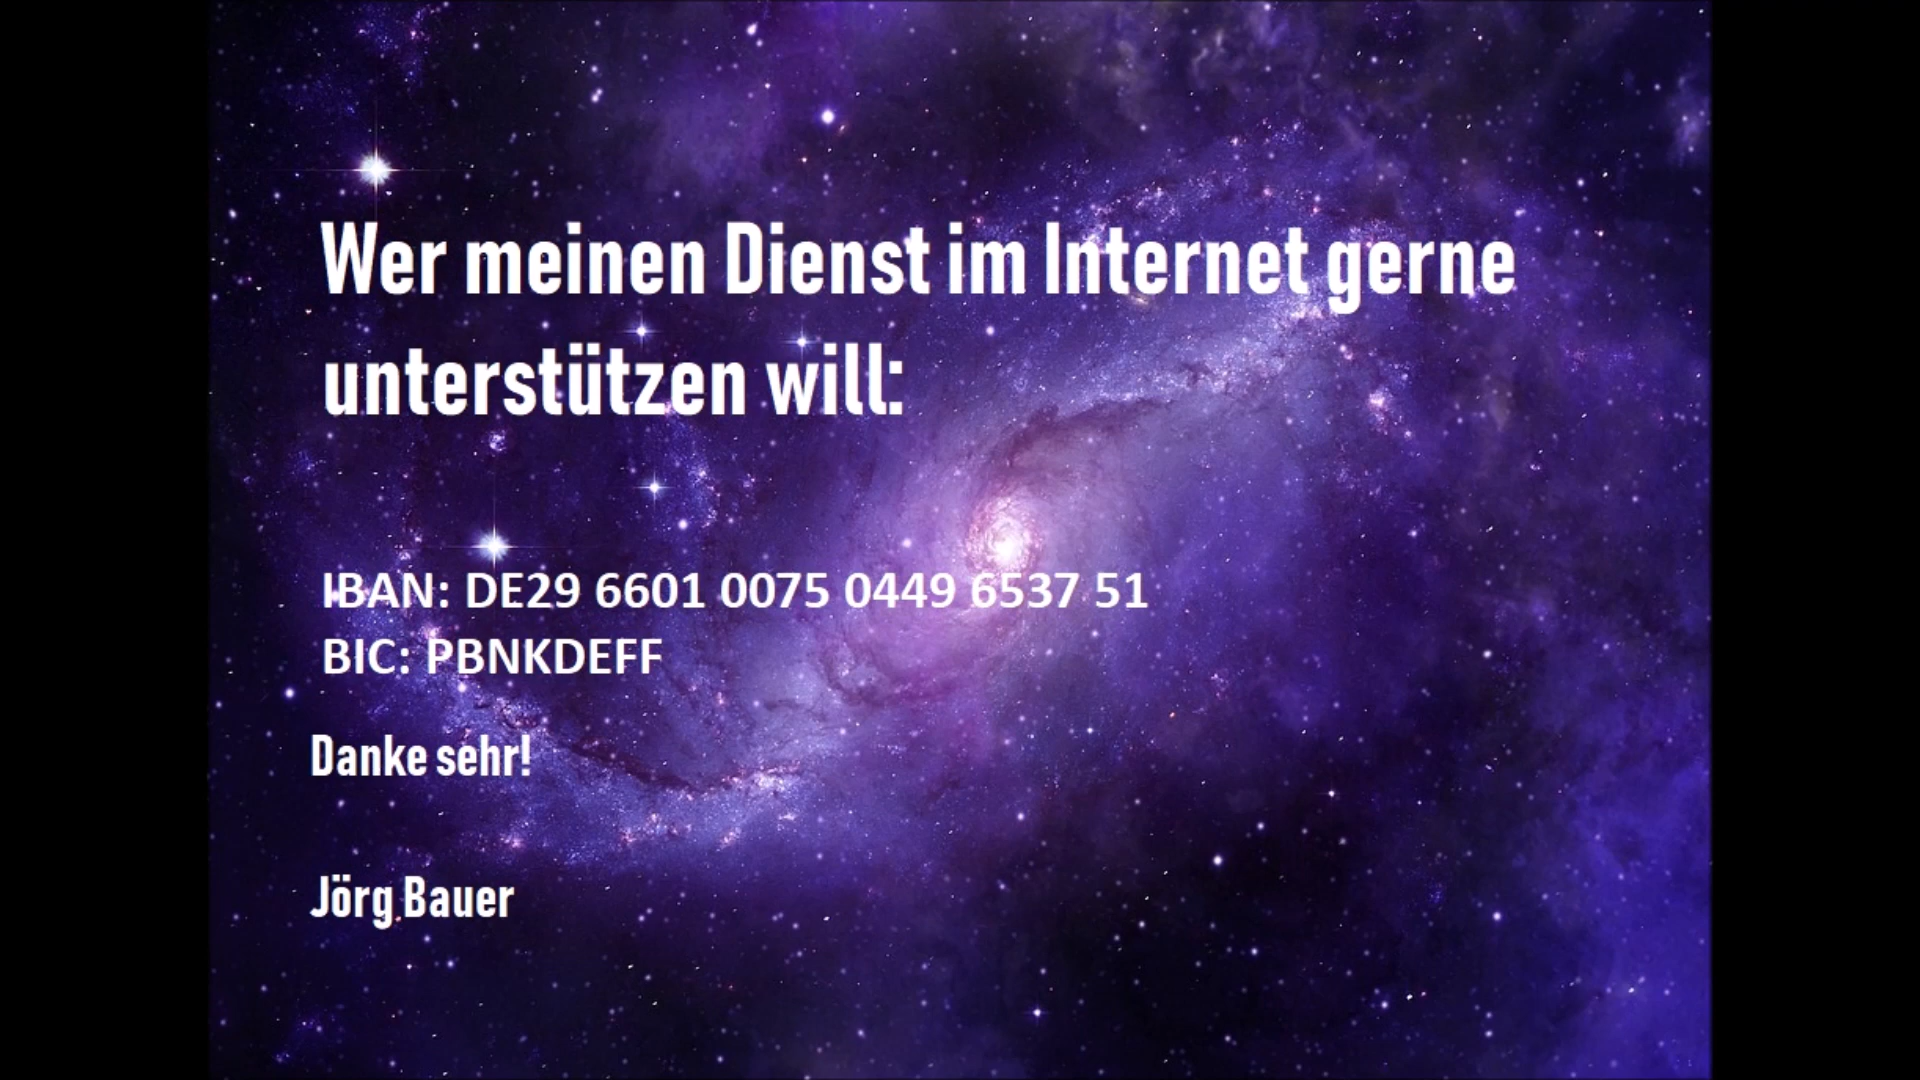 Wer meinen Dienst im Internet gerne
unterstützen will:
IBAN: DE29 6601 0075 0449 6537 51
BIC: PBNKDEFF
Danke sehr!
Jörg Bauer